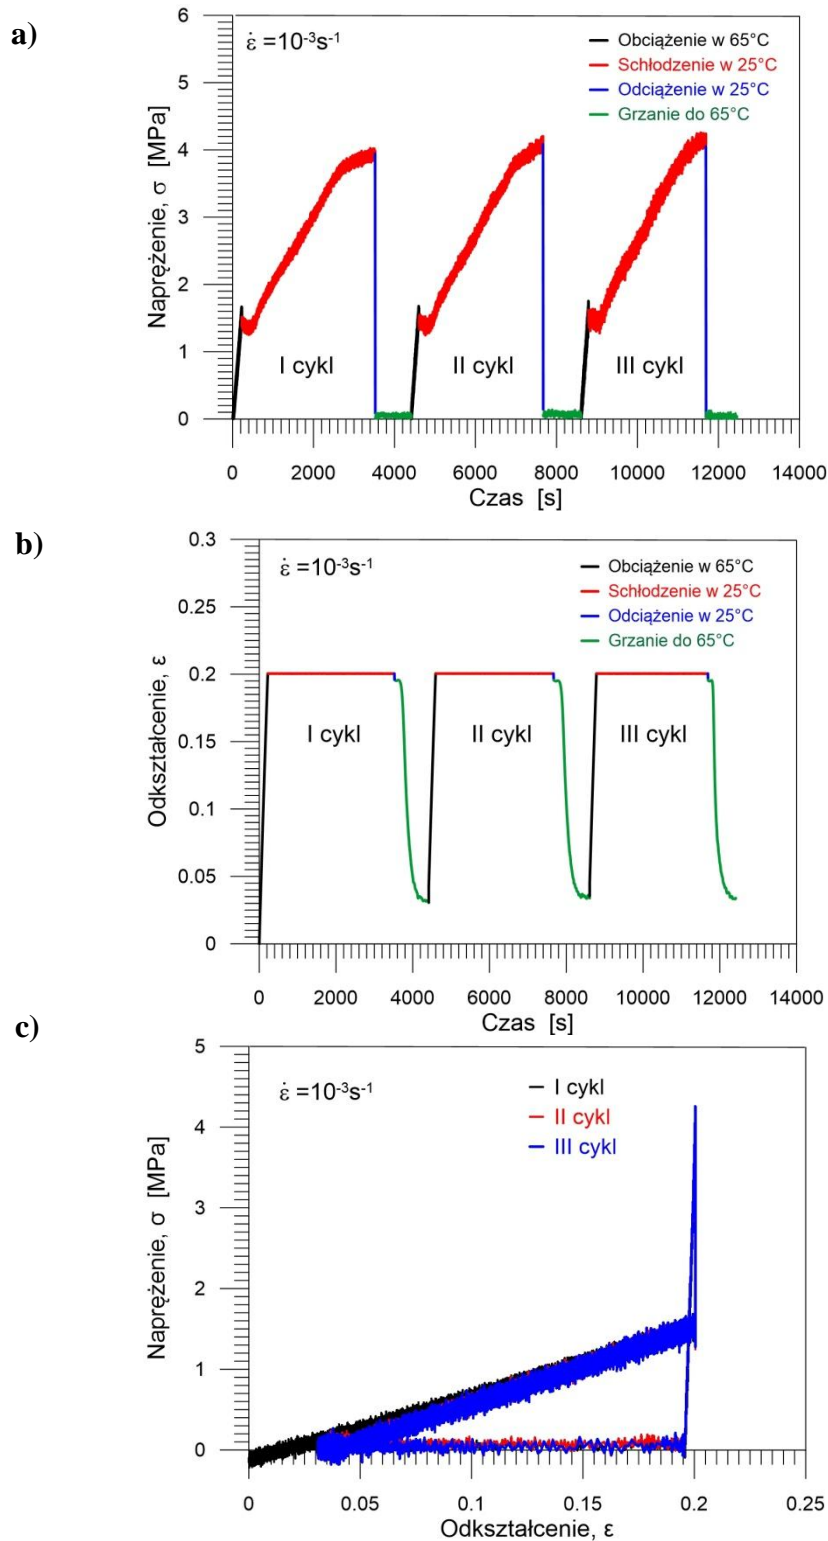 a)
ε̇ =10⁻³s⁻¹
Obciążenie w 65°C
Schłodzenie w 25°C
Odciążenie w 25°C
Grzanie do 65°C
Naprężenie, σ [MPa]
6
5
4
3
2
1
0
I cykl
II cykl
III cykl
0 2000 4000 6000 8000 10000 12000 14000
Czas [s]
b)
ε̇ =10⁻³s⁻¹
Obciążenie w 65°C
Schłodzenie w 25°C
Odciążenie w 25°C
Grzanie do 65°C
Odkształcenie, ε
0.3
0.25
0.2
0.15
0.1
0.05
0
I cykl
II cykl
III cykl
0 2000 4000 6000 8000 10000 12000 14000
Czas [s]
c)
ε̇ =10⁻³s⁻¹
I cykl
II cykl
III cykl
Naprężenie, σ [MPa]
5
4
3
2
1
0
0 0.05 0.1 0.15 0.2 0.25
Odkształcenie, ε